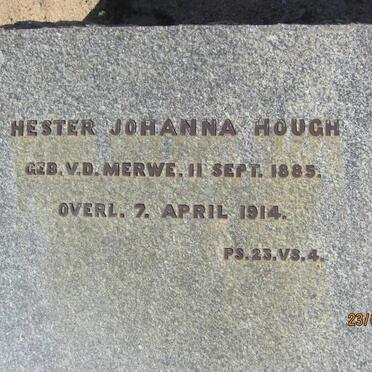 HESTER JOHANNA HOUGH
GEB. V.D. MERWE. 11 SEPT. 1885.
OVERL. 7. APRIL 1914.
PS.23.VS.4.
23/